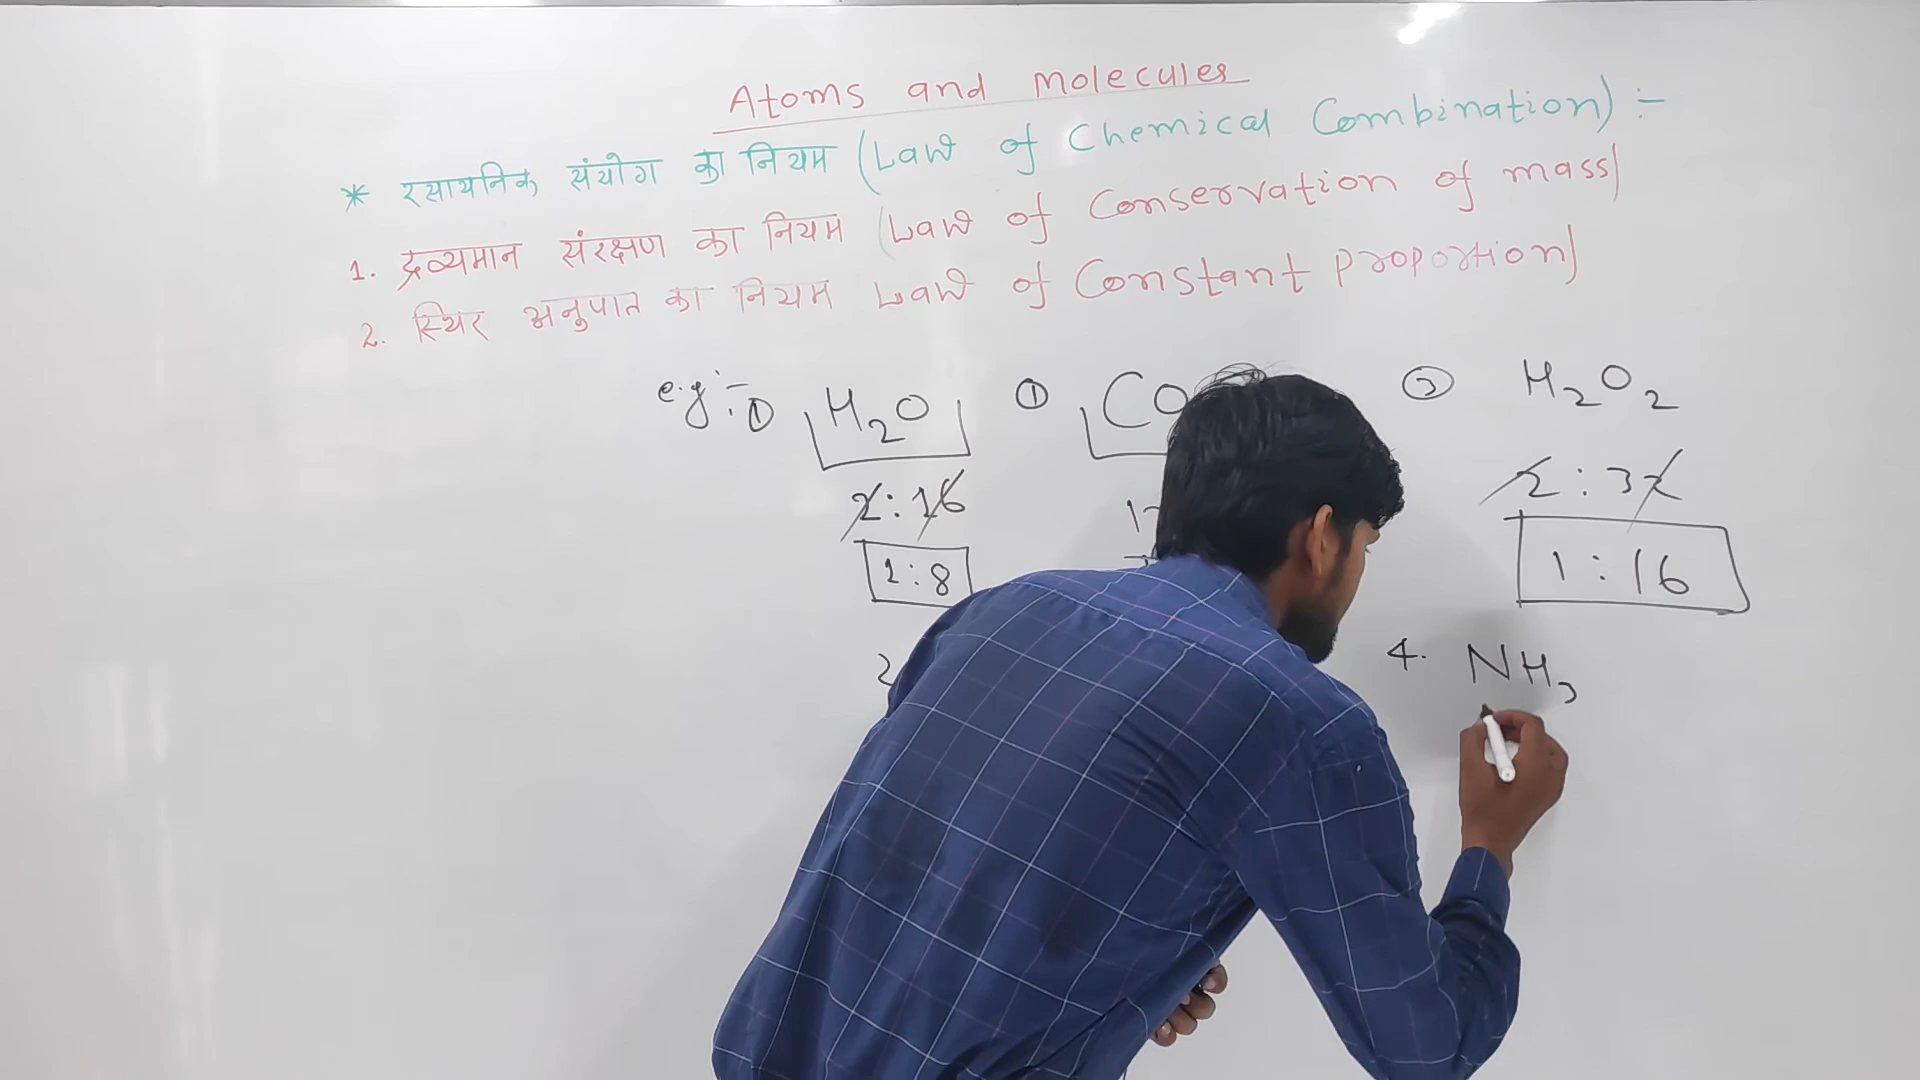 Atoms and Molecules
* रसायनिक संयोग का नियम (Law of Chemical Combination) :-
1. द्रव्यमान संरक्षण का नियम (Law of Conservation of mass)
2. स्थिर अनुपात का नियम Law of Constant proportion)
e.g :- ① H₂O ① CO ② H₂O₂
2 : 16 2 : 32
1 : 8 1 : 16
2 4. NH₃